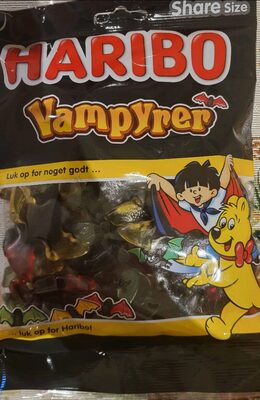 Share Size
HARIBO
Vampyrer
Luk op for noget godt ...
luk op for Haribo!